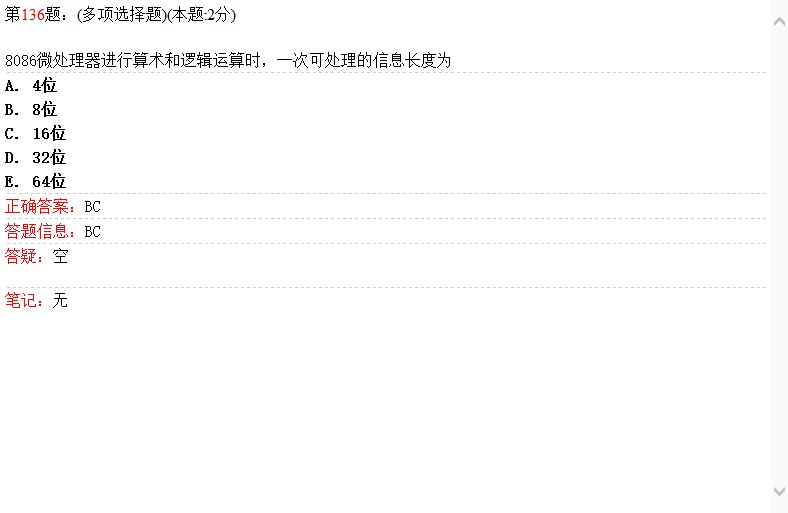 第136题：(多项选择题)(本题:2分)
8086微处理器进行算术和逻辑运算时，一次可处理的信息长度为
A. 4位
B. 8位
C. 16位
D. 32位
E. 64位
正确答案：BC
答题信息：BC
答疑：空
笔记：无